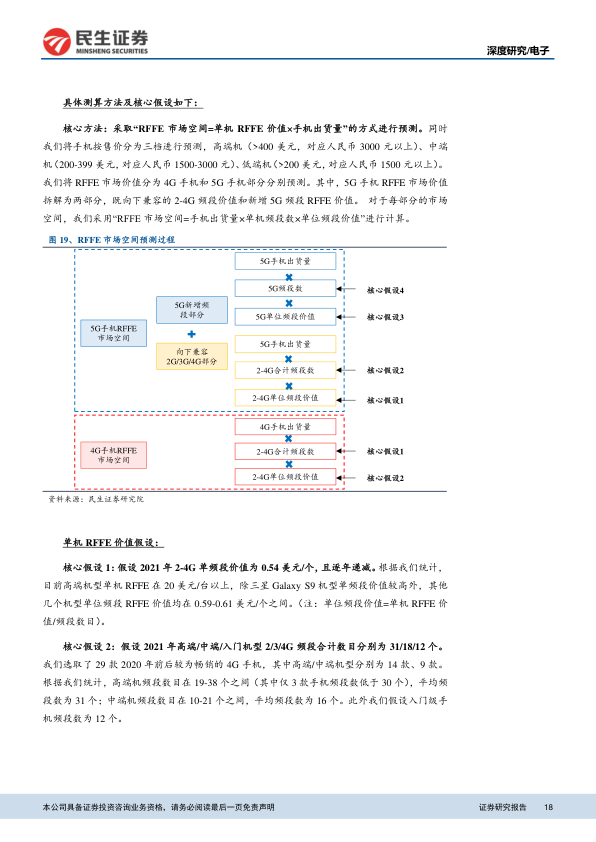 民生证券
MINSHENG SECURITIES
深度研究/电子
具体测算方法及核心假设如下：
核心方法：采取“RFFE 市场空间=单机 RFFE 价值×手机出货量”的方式进行预测。同时
我们将手机按售价分为三档进行预测，高端机（>400 美元，对应人民币 3000 元以上）、中端
机（200-399 美元，对应人民币 1500-3000 元）、低端机（>200 美元，对应人民币 1500 以上）。
我们将 RFFE 市场价值分为 4G 手机和 5G 手机部分分别预测。其中，5G 手机 RFFE 市场价值
拆解为两部分，既向下兼容的 2-4G 频段价值和新增 5G 频段 RFFE 价值。 对于每部分的市场
空间，我们采用“RFFE 市场空间=手机出货量×单机频段数×单位频段价值”进行计算。
图 19、RFFE 市场空间预测过程
5G手机出货量
5G频段数
核心假设4
5G新增频
段部分
5G单位频段价值
核心假设3
5G手机RFFE
市场空间
5G手机出货量
向下兼容
2G/3G/4G部分
2-4G合计频段数
核心假设2
2-4G单位频段价值
核心假设1
4G手机出货量
4G手机RFFE
市场空间
2-4G合计频段数
核心假设1
2-4G单位频段价值
核心假设2
资料来源：民生证券研究院
单机 RFFE 价值假设：
核心假设 1：假设 2021 年 2-4G 单频段价值为 0.54 美元/个，且逐年递减。根据我们统计，
目前高端机型单机 RFFE 在 20 美元/台以上，除三星 Galaxy S9 机型单频段价值较高外，其他
几个机型单位频段 RFFE 价值均在 0.59-0.61 美元/个之间。（注：单位频段价值=单机 RFFE 价
值/频段数目）。
核心假设 2：假设 2021 年高端/中端/入门机型 2/3/4G 频段合计数目分别为 31/18/12 个。
我们选取了 29 款 2020 年前后较为畅销的 4G 手机，其中高端/中端机型分别为 14 款、9 款。
根据我们统计，高端机频段数目在 19-38 个之间（其中仅 3 款手机频段数低于 30 个），平均频
段数为 31 个；中端机频段数目在 10-21 个之间，平均频段数为 16 个。此外我们假设入门级手
机频段数为 12 个。
本公司具备证券投资咨询业务资格，请务必阅读最后一页免责声明
证券研究报告
18